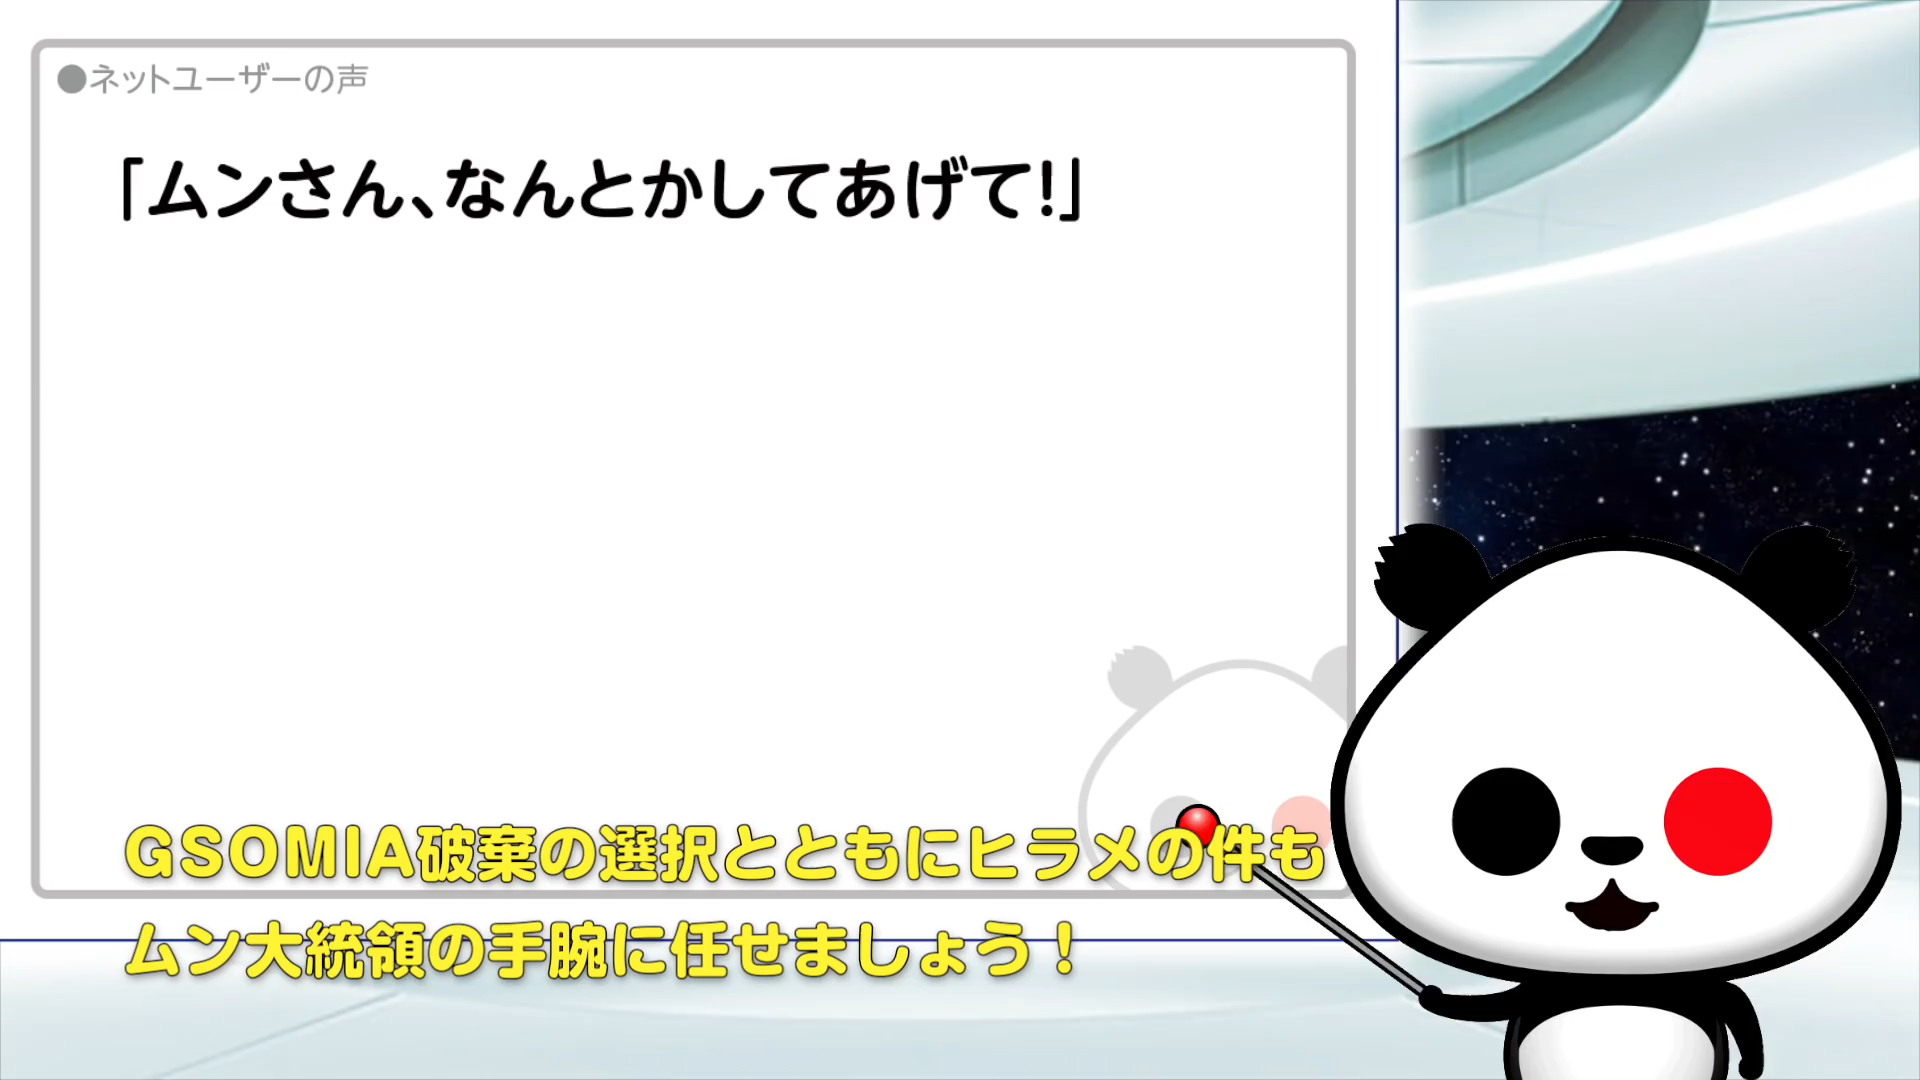 ●ネットユーザーの声
「ムンさん、なんとかしてあげて!」
GSOMIA破棄の選択とともにヒラメの件も
ムン大統領の手腕に任せましょう！